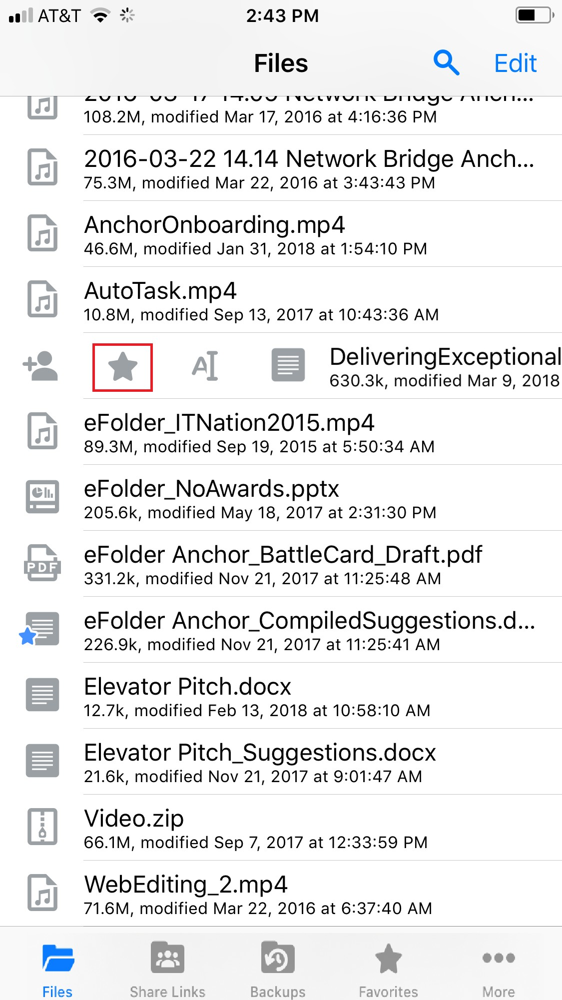 AT&T 2:43 PM
Files Edit
2016-03-17 14.05 Network Bridge Anch...
108.2M, modified Mar 17, 2016 at 4:16:36 PM
2016-03-22 14.14 Network Bridge Anch...
75.3M, modified Mar 22, 2016 at 3:43:43 PM
AnchorOnboarding.mp4
46.6M, modified Jan 31, 2018 at 1:54:10 PM
AutoTask.mp4
10.8M, modified Sep 13, 2017 at 10:43:36 AM
DeliveringExceptional
630.3k, modified Mar 9, 2018
eFolder_ITNation2015.mp4
89.3M, modified Sep 19, 2015 at 5:50:34 AM
eFolder_NoAwards.pptx
205.6k, modified May 18, 2017 at 2:31:30 PM
PDF
eFolder Anchor_BattleCard_Draft.pdf
331.2k, modified Nov 21, 2017 at 11:25:48 AM
eFolder Anchor_CompiledSuggestions.d...
226.9k, modified Nov 21, 2017 at 11:25:41 AM
Elevator Pitch.docx
12.7k, modified Feb 13, 2018 at 10:58:10 AM
Elevator Pitch_Suggestions.docx
21.6k, modified Nov 21, 2017 at 9:01:47 AM
Video.zip
66.1M, modified Sep 7, 2017 at 12:33:59 PM
WebEditing_2.mp4
71.6M, modified Mar 22, 2016 at 6:37:40 AM
Files Share Links Backups Favorites More